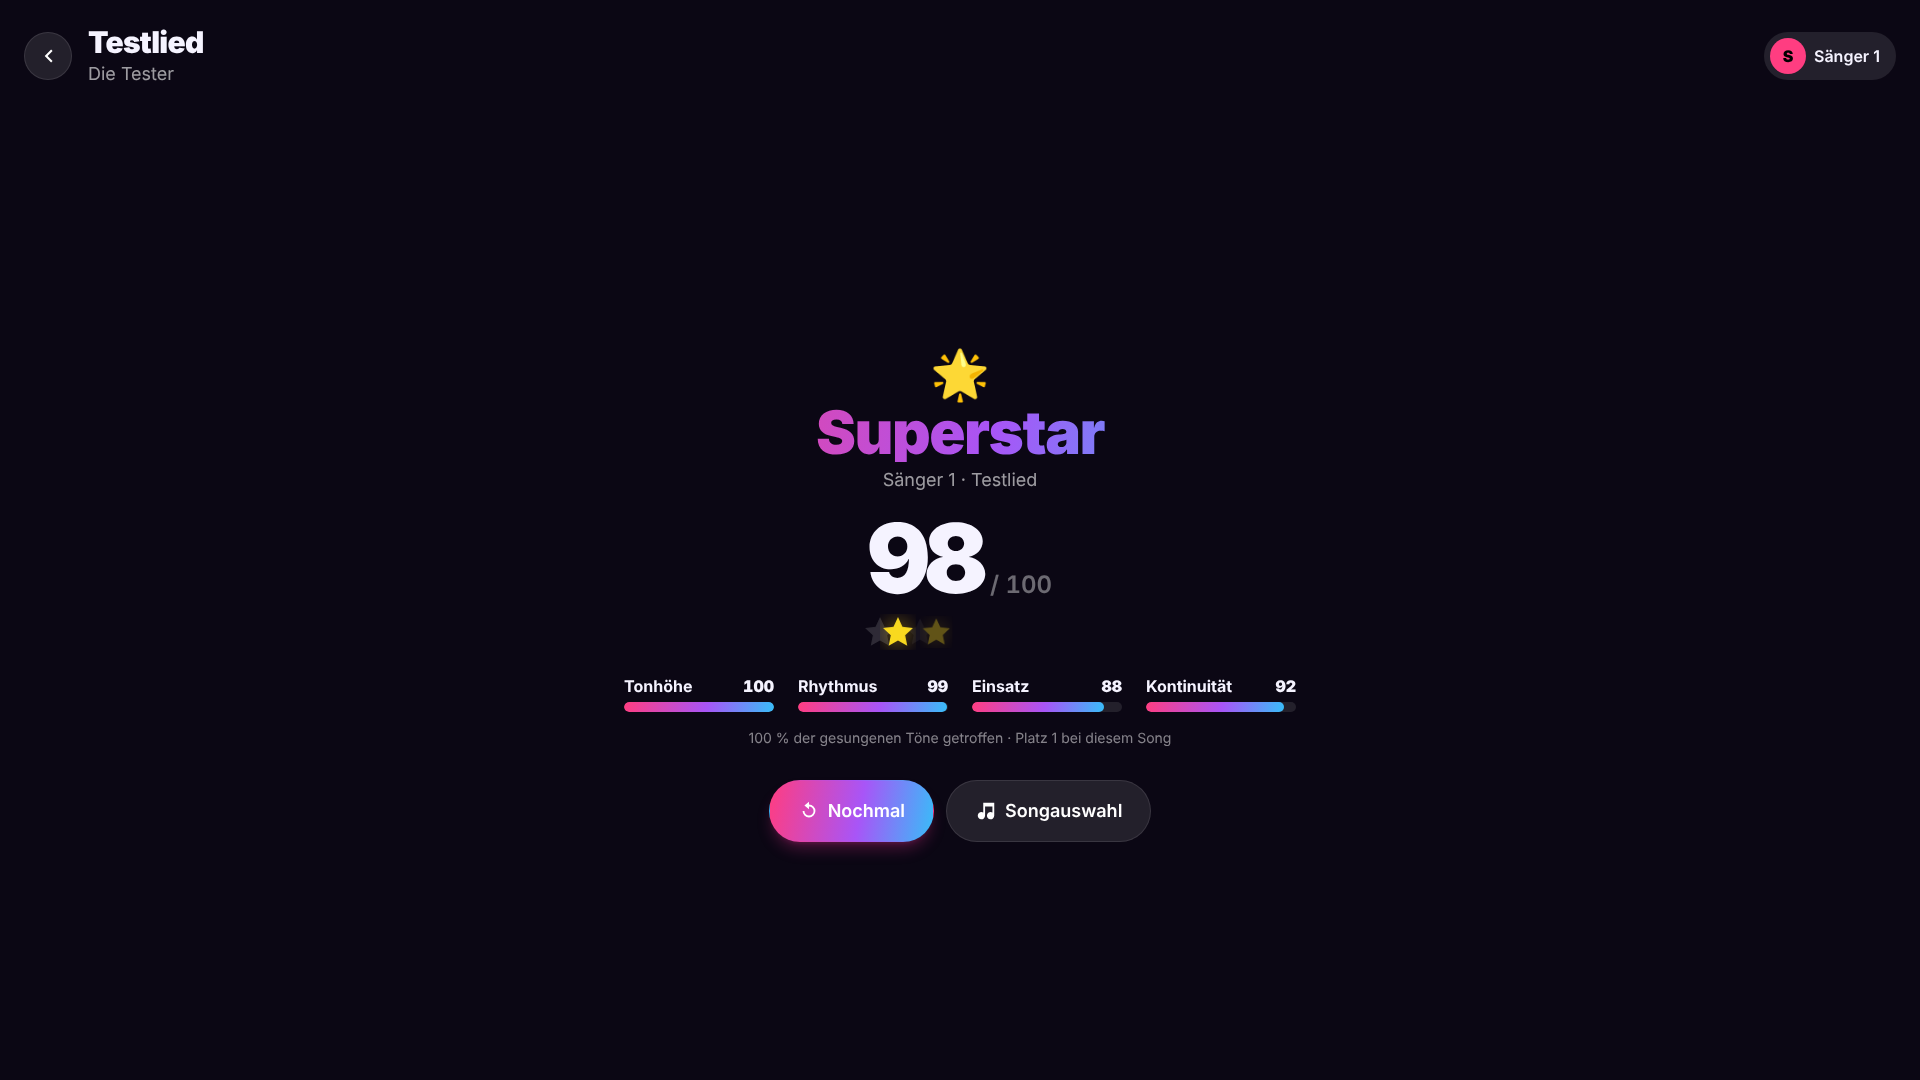 Testlied
Die Tester
S Sänger 1
Superstar
Sänger 1 · Testlied
98 / 100
Tonhöhe 100 Rhythmus 99 Einsatz 88 Kontinuität 92
100 % der gesungenen Töne getroffen · Platz 1 bei diesem Song
Nochmal Songauswahl